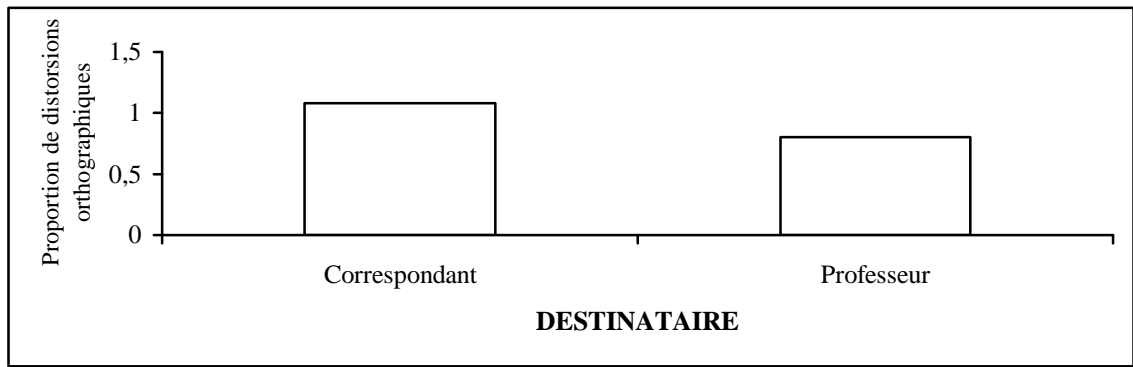 Proportion de distorsions
orthographiques
1,5
1
0,5
0
Correspondant
Professeur
DESTINATAIRE